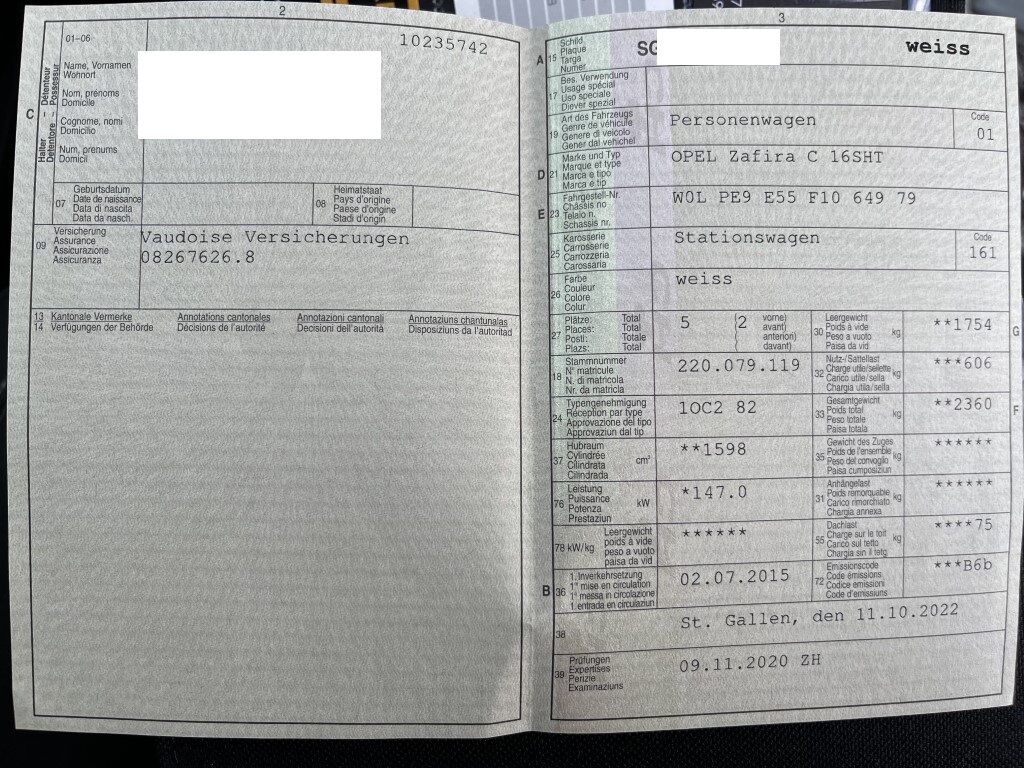 2
01–06
10235742
Name, Vornamen
Wohnort
Nom, prénoms
Domicile
Cognome, nomi
Domicilio
Num, prenums
Domicil
C
Halter – Détenteur
Detentore – Possessur
07
Geburtsdatum
Date de naissance
Data di nascita
Data da nasch.
08
Heimatstaat
Pays d'origine
Paese d'origine
Stadi d'origin
09
Versicherung
Assurance
Assicurazione
Assicuranza
Vaudoise Versicherungen
08267626.8
13 Kantonale Vermerke
14 Verfügungen der Behörde
Annotations cantonales
Décisions de l'autorité
Annotazioni cantonali
Decisioni dell'autorità
Annotaziuns chantunalas
Disposiziuns da l'autoritad
3
A
15
Schild
Plaque
Targa
Numer
SG
weiss
17
Bes. Verwendung
Usage spécial
Uso speciale
Diever spezial
19
Art des Fahrzeugs
Genre de véhicule
Genere di veicolo
Gener dal vehichel
Personenwagen
Code
01
D
21
Marke und Typ
Marque et type
Marca e tipo
Marca e tip
OPEL Zafira C 16SHT
E
23
Fahrgestell-Nr.
Châssis no
Telaio n.
Schassis nr.
W0L PE9 E55 F10 649 79
25
Karosserie
Carrosserie
Carrozzeria
Carossaria
Stationswagen
Code
161
26
Farbe
Couleur
Colore
Colur
weiss
27
Plätze: Total
Places: Total
Posti: Totale
Plazs: Total
5
(2 vorne)
( avant)
( anteriori)
( davant)
30
Leergewicht
Poids à vide
Peso a vuoto
Paisa da vid
kg
**1754
G
18
Stammnummer
N° matricule
N. di matricola
Nr. da matricla
220.079.119
32
Nutz-/Sattellast
Charge utile/sellette
Carico utile/sella
Chargia utila/sella
kg
***606
24
Typengenehmigung
Réception par type
Approvazione del tipo
Approvaziun dal tip
1OC2 82
33
Gesamtgewicht
Poids total
Peso totale
Paisa totala
kg
**2360
F
37
Hubraum
Cylindrée
Cilindrata
Cilindrada
cm³
**1598
35
Gewicht des Zuges
Poids de l'ensemble
Peso del convoglio
Paisa cumposiziun
kg
******
76
Leistung
Puissance
Potenza
Prestaziun
kW
*147.0
31
Anhängelast
Poids remorquable
Carico rimorchiato
Chargia annexa
kg
******
78 kW/kg
Leergewicht
poids à vide
peso a vuoto
paisa da vid
******
55
Dachlast
Charge sur le toit
Carico sul tetto
Chargia sin il tetg
kg
****75
B
36
1. Inverkehrsetzung
1re mise en circulation
1a messa in circolazione
1. entrada en circulaziun
02.07.2015
72
Emissionscode
Code émissions
Codice emissioni
Code d'emissiuns
***B6b
38
St. Gallen, den 11.10.2022
39
Prüfungen
Expertises
Perizie
Examinaziuns
09.11.2020 ZH